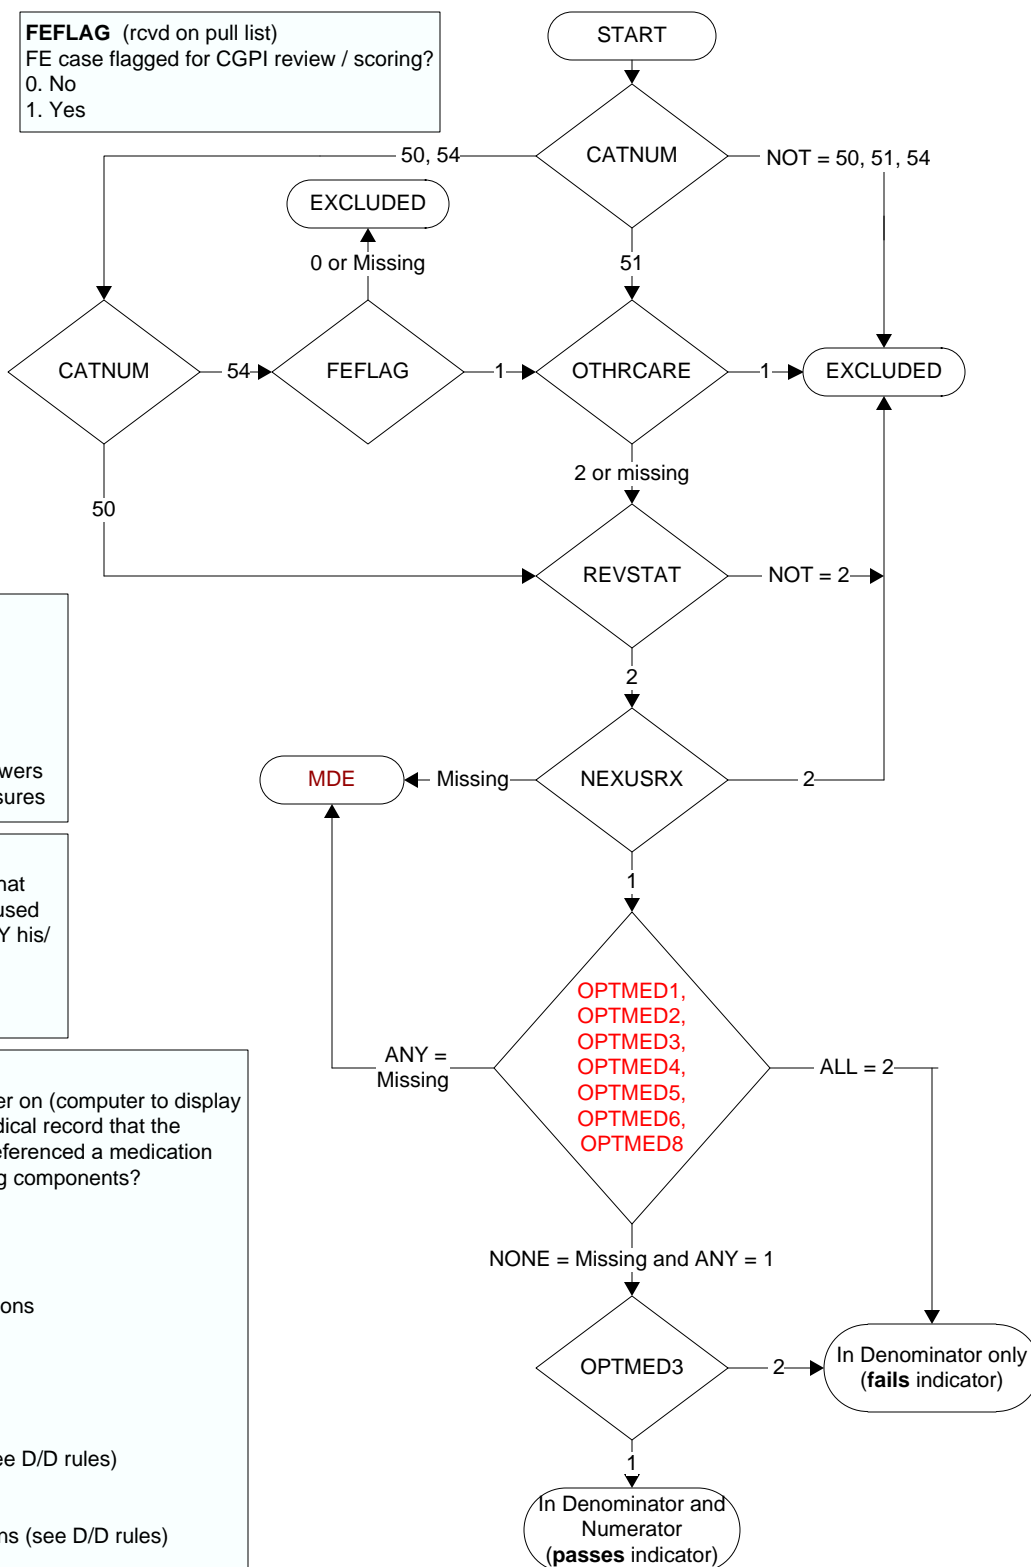 FEFLAG (rcvd on pull list)
FE case flagged for CGPI review / scoring?
0. No
1. Yes
START
CATNUM
50, 54
NOT = 50, 51, 54
EXCLUDED
0 or Missing
51
CATNUM
54
FEFLAG
1
OTHRCARE
1
EXCLUDED
2 or missing
50
REVSTAT
NOT = 2
2
wers
sures
MDE
Missing
NEXUSRX
2
1
hat
used
Y his/
OPTMED1,
OPTMED2,
OPTMED3,
OPTMED4,
OPTMED5,
OPTMED6,
OPTMED8
ANY =
Missing
ALL = 2
er on (computer to display
dical record that the
eferenced a medication
g components?
ons
ee D/D rules)
ns (see D/D rules)
NONE = Missing and ANY = 1
OPTMED3
2
In Denominator only
(fails indicator)
1
In Denominator and
Numerator
(passes indicator)